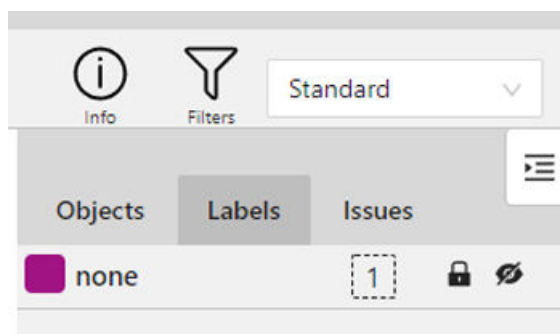 Info
Filters
Standard
Objects
Labels
Issues
none
1